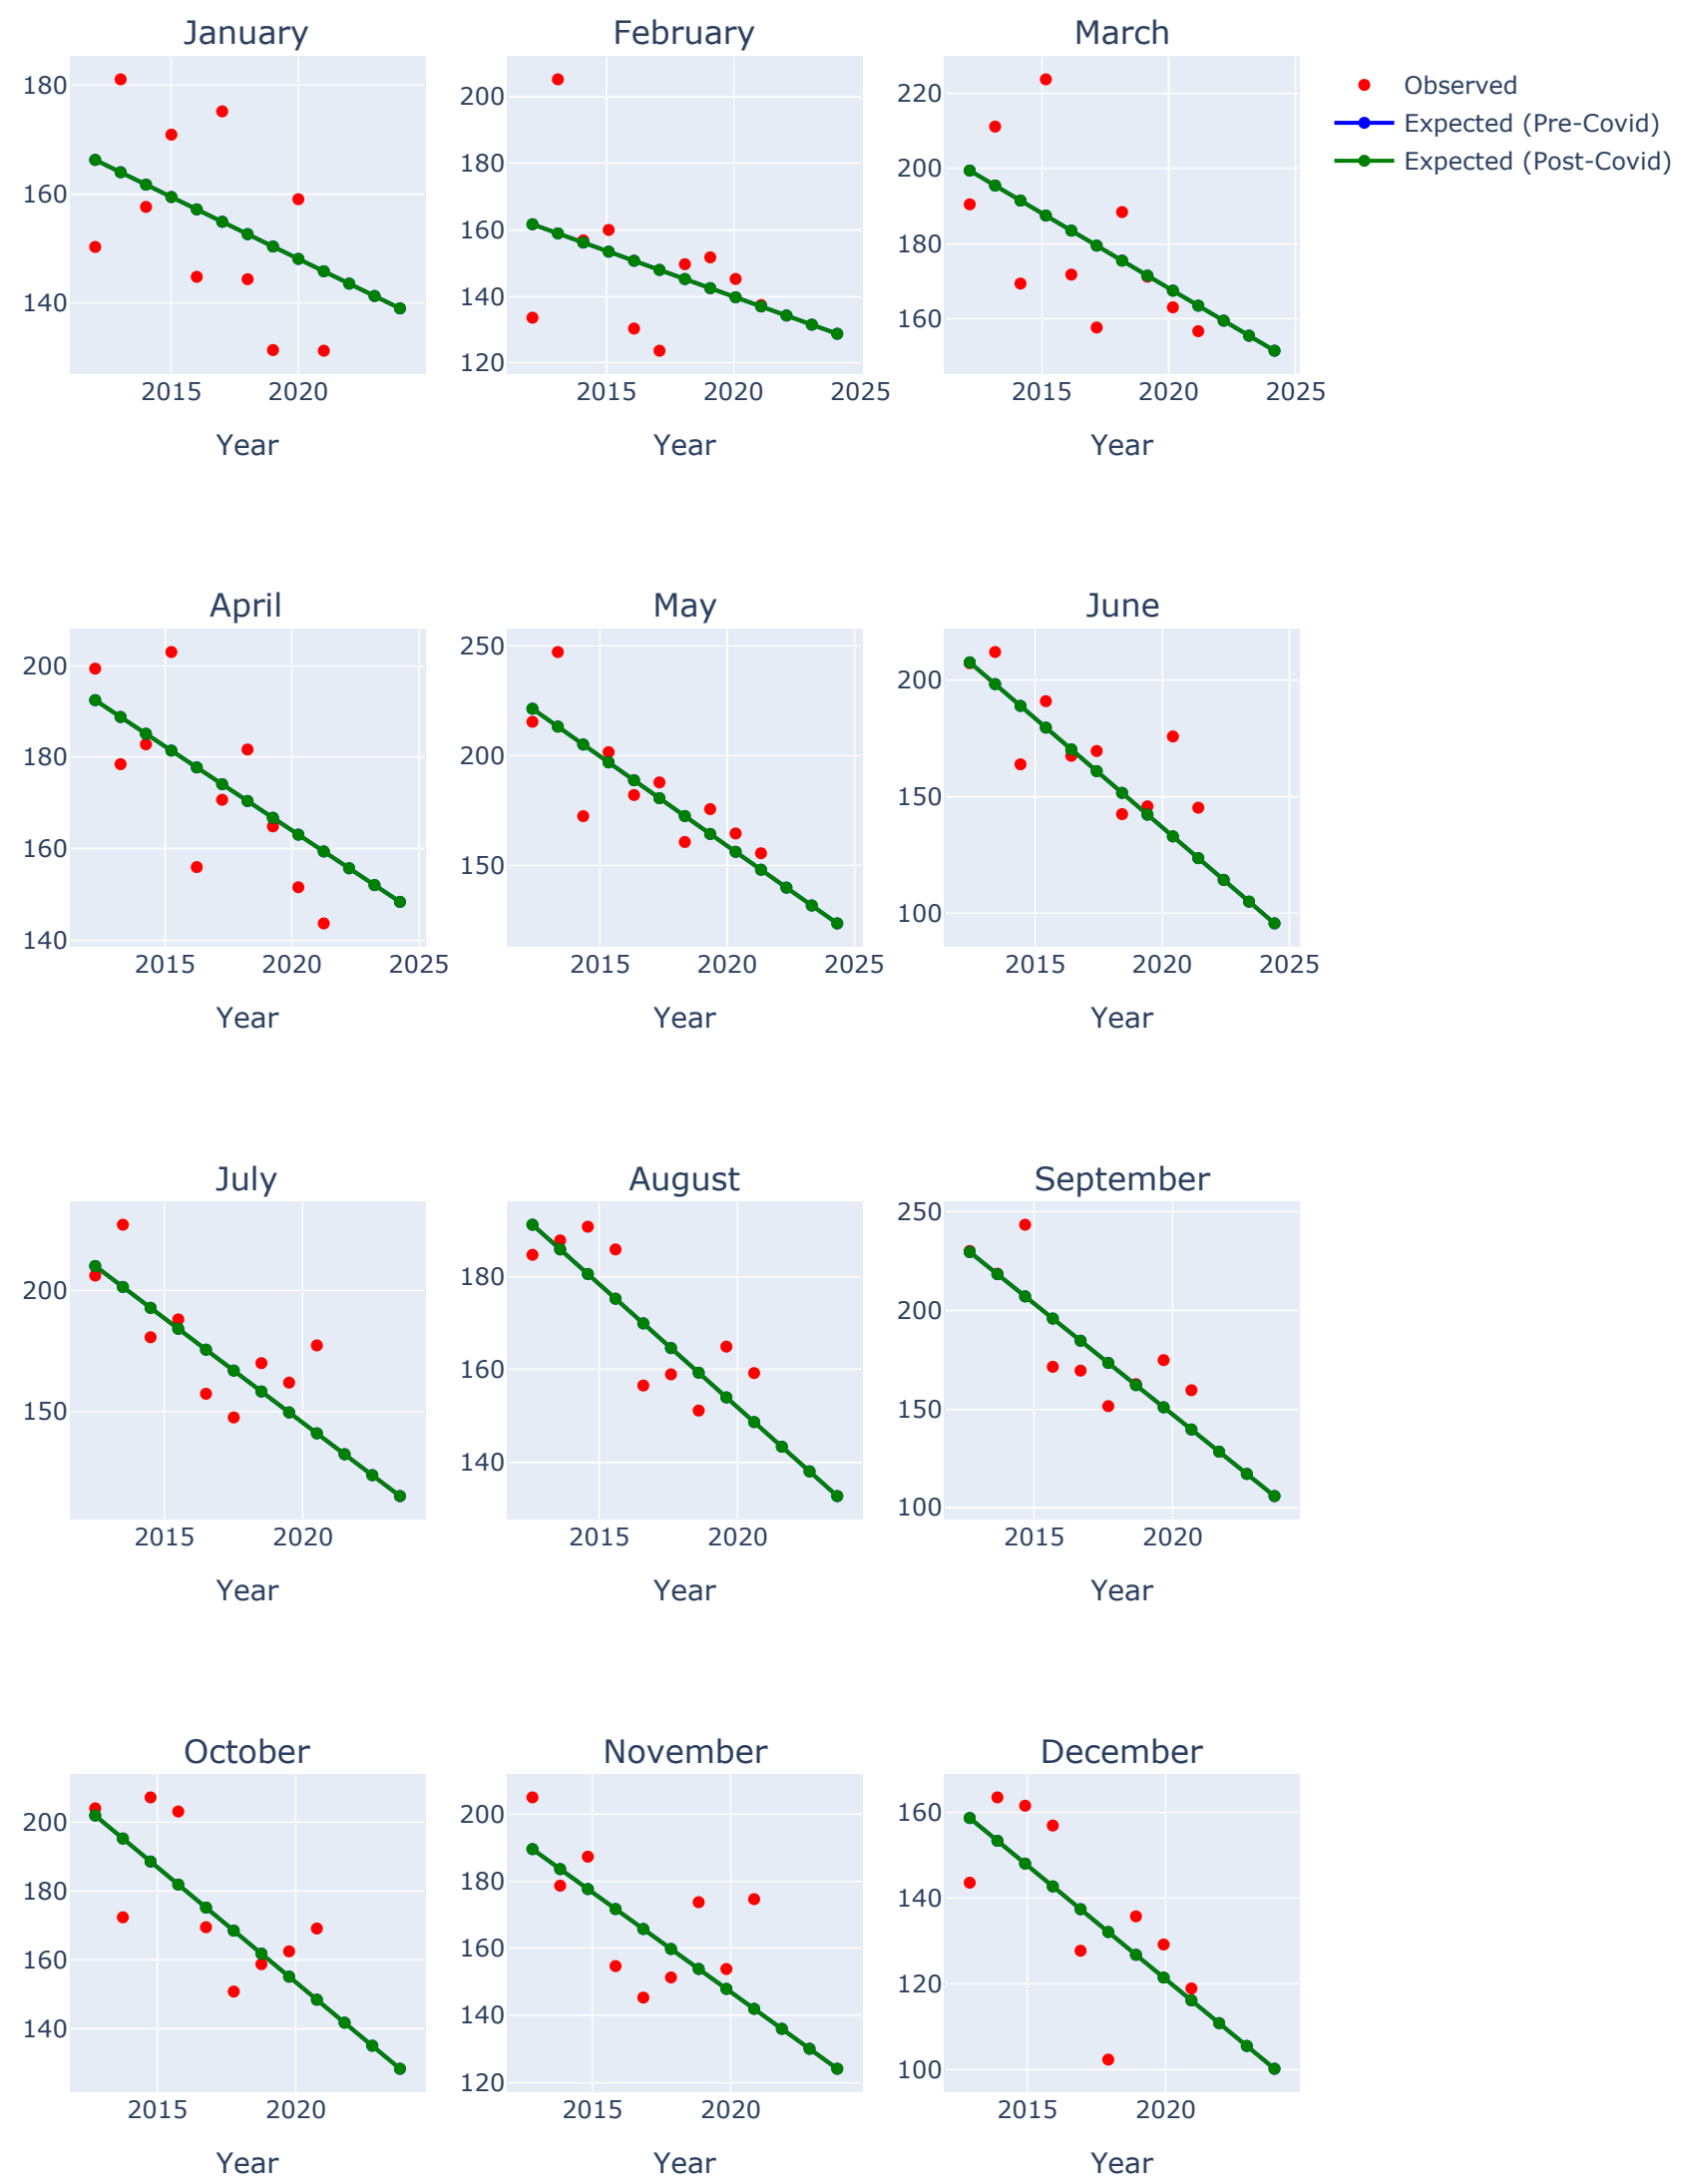 January
February
March
180
160
140
2015
2020
Year
200
180
160
140
120
2015
2020
2025
Year
220
200
180
160
2015
2020
2025
Year
Observed
Expected (Pre-Covid)
Expected (Post-Covid)
April
May
June
200
180
160
140
2015
2020
2025
Year
250
200
150
2015
2020
2025
Year
200
150
100
2015
2020
2025
Year
July
August
September
200
150
2015
2020
Year
180
160
140
2015
2020
Year
250
200
150
100
2015
2020
Year
October
November
December
200
180
160
140
2015
2020
Year
200
180
160
140
120
2015
2020
Year
160
140
120
100
2015
2020
Year